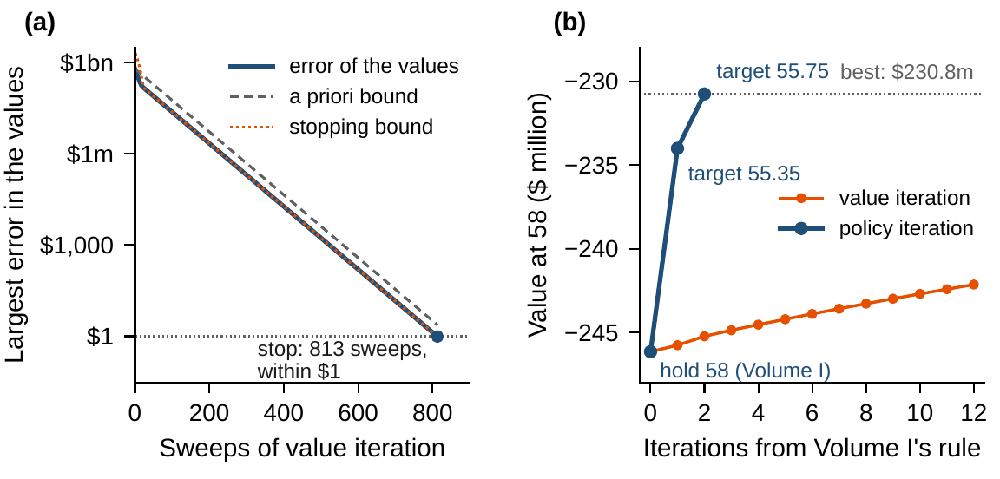 (a)
Largest error in the values
$1bn
$1m
$1,000
$1
error of the values
a priori bound
stopping bound
stop: 813 sweeps,
within $1
0 200 400 600 800
Sweeps of value iteration
(b)
Value at 58 ($ million)
−230
−235
−240
−245
target 55.75
best: $230.8m
target 55.35
value iteration
policy iteration
hold 58 (Volume I)
0 2 4 6 8 10 12
Iterations from Volume I's rule